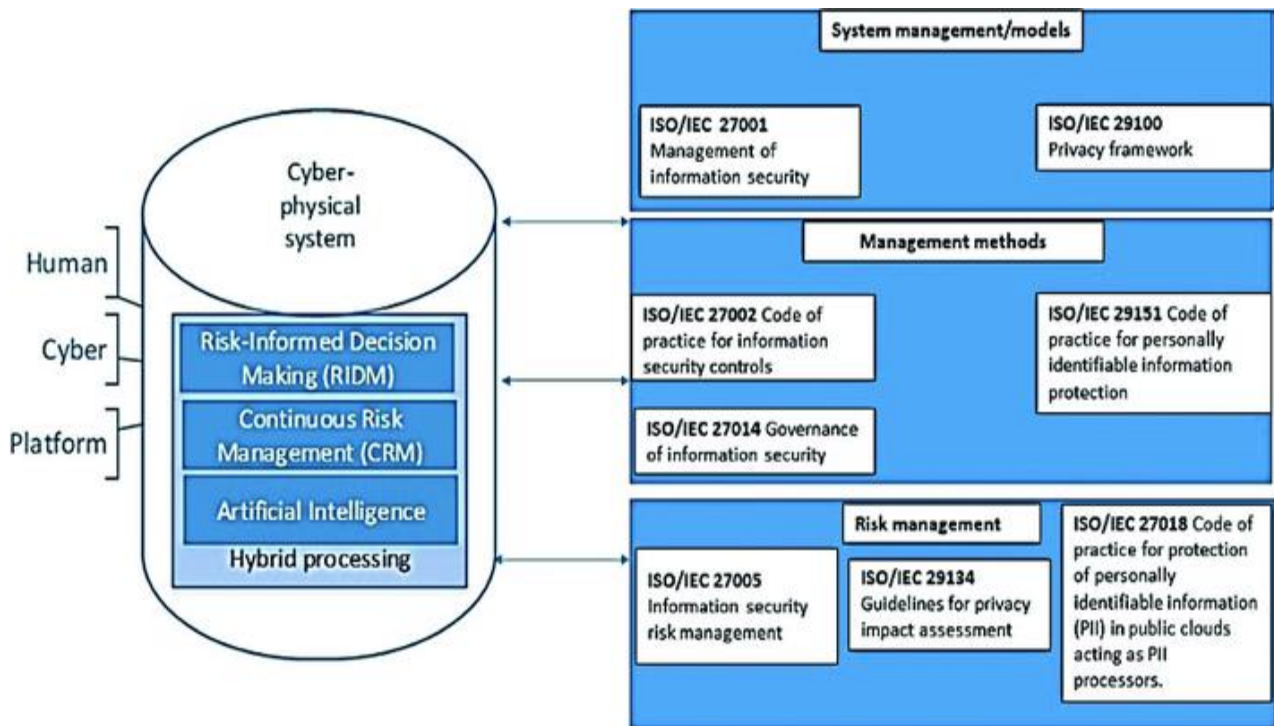 Cyber-
physical
system
Human
Cyber
Platform
Risk-Informed Decision
Making (RIDM)
Continuous Risk
Management (CRM)
Artificial Intelligence
Hybrid processing
System management/models
ISO/IEC 27001
Management of
information security
ISO/IEC 29100
Privacy framework
Management methods
ISO/IEC 27002 Code of
practice for information
security controls
ISO/IEC 29151 Code of
practice for personally
identifiable information
protection
ISO/IEC 27014 Governance
of information security
Risk management
ISO/IEC 27005
Information security
risk management
ISO/IEC 29134
Guidelines for privacy
impact assessment
ISO/IEC 27018 Code of
practice for protection
of personally
identifiable information
(PII) in public clouds
acting as PII
processors.